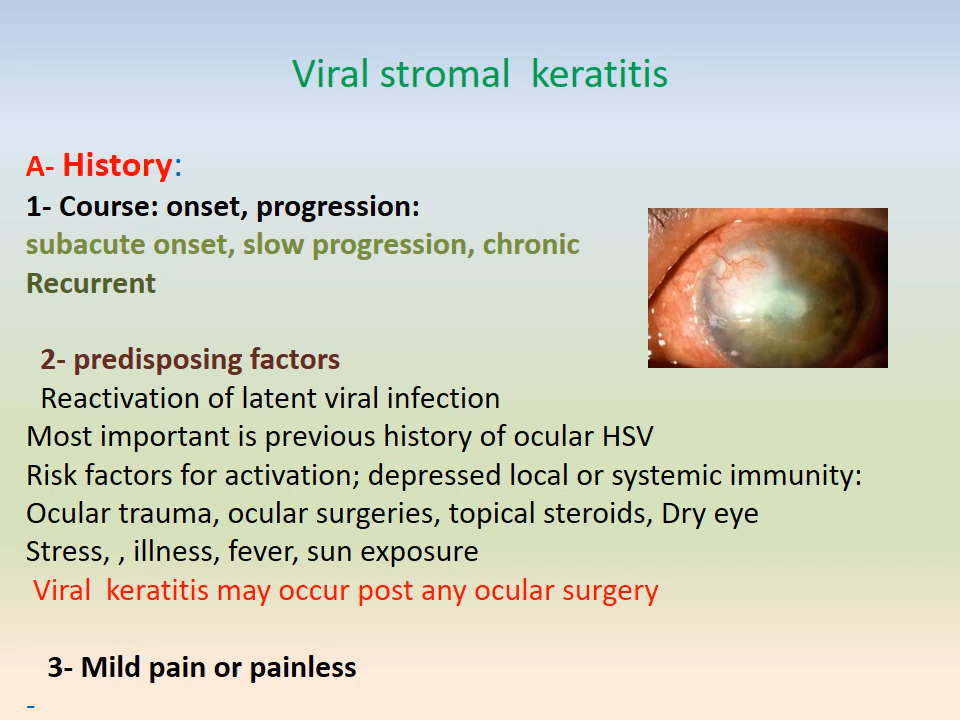 Viral stromal  keratitis
A- History:
1- Course: onset, progression:
subacute onset, slow progression, chronic
Recurrent
2- predisposing factors
Reactivation of latent viral infection
Most important is previous history of ocular HSV
Risk factors for activation; depressed local or systemic immunity:
Ocular trauma, ocular surgeries, topical steroids, Dry eye
Stress, , illness, fever, sun exposure
Viral  keratitis may occur post any ocular surgery
3- Mild pain or painless
-